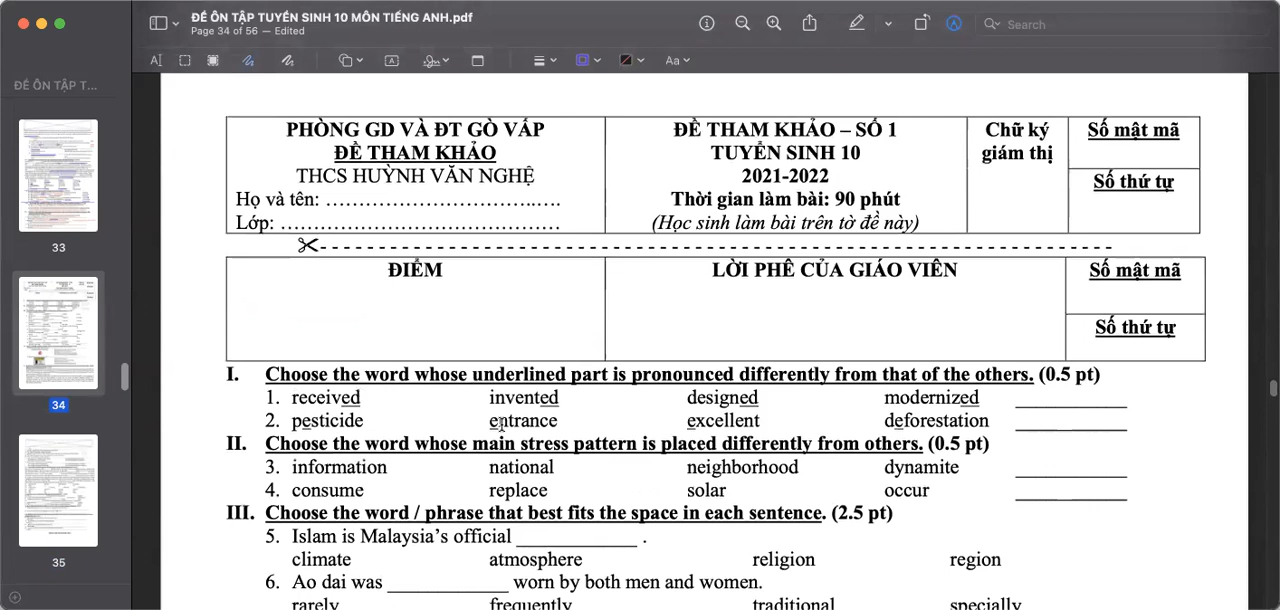 ĐỀ ÔN TẬP TUYỂN SINH 10 MÔN TIẾNG ANH.pdf
Page 34 of 56 — Edited
Search
Aa
ĐỀ ÔN TẬP T...
33
34
35
PHÒNG GD VÀ ĐT GÒ VẤP
ĐỀ THAM KHẢO
THCS HUỲNH VĂN NGHỆ
Họ và tên: ……………………………….
Lớp: …………………………………….
ĐỀ THAM KHẢO – SỐ 1
TUYỂN SINH 10
2021-2022
Thời gian làm bài: 90 phút
(Học sinh làm bài trên tờ đề này)
Chữ ký
giám thị
Số mật mã
Số thứ tự
ĐIỂM
LỜI PHÊ CỦA GIÁO VIÊN
Số mật mã
Số thứ tự
I. Choose the word whose underlined part is pronounced differently from that of the others. (0.5 pt)
1. received invented designed modernized __________
2. pesticide entrance excellent deforestation __________
II. Choose the word whose main stress pattern is placed differently from others. (0.5 pt)
3. information national neighborhood dynamite __________
4. consume replace solar occur __________
III. Choose the word / phrase that best fits the space in each sentence. (2.5 pt)
5. Islam is Malaysia’s official ____________ .
climate atmosphere religion region
6. Ao dai was ____________ worn by both men and women.
rarely frequently traditional specially